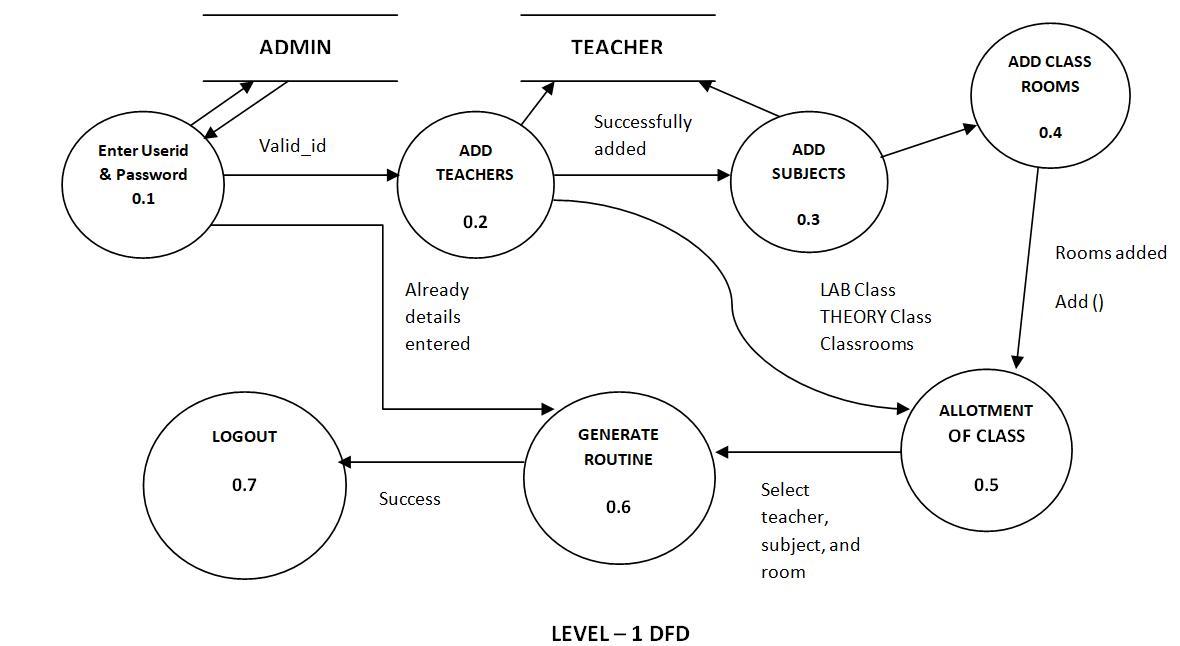 ADMIN
TEACHER
ADD CLASS
ROOMS
0.4
Enter Userid
& Password
0.1
Valid_id
ADD
TEACHERS
0.2
Successfully
added
ADD
SUBJECTS
0.3
Rooms added
Add ()
Already
details
entered
LAB Class
THEORY Class
Classrooms
LOGOUT
0.7
Success
GENERATE
ROUTINE
0.6
Select
teacher,
subject, and
room
ALLOTMENT
OF CLASS
0.5
LEVEL – 1 DFD